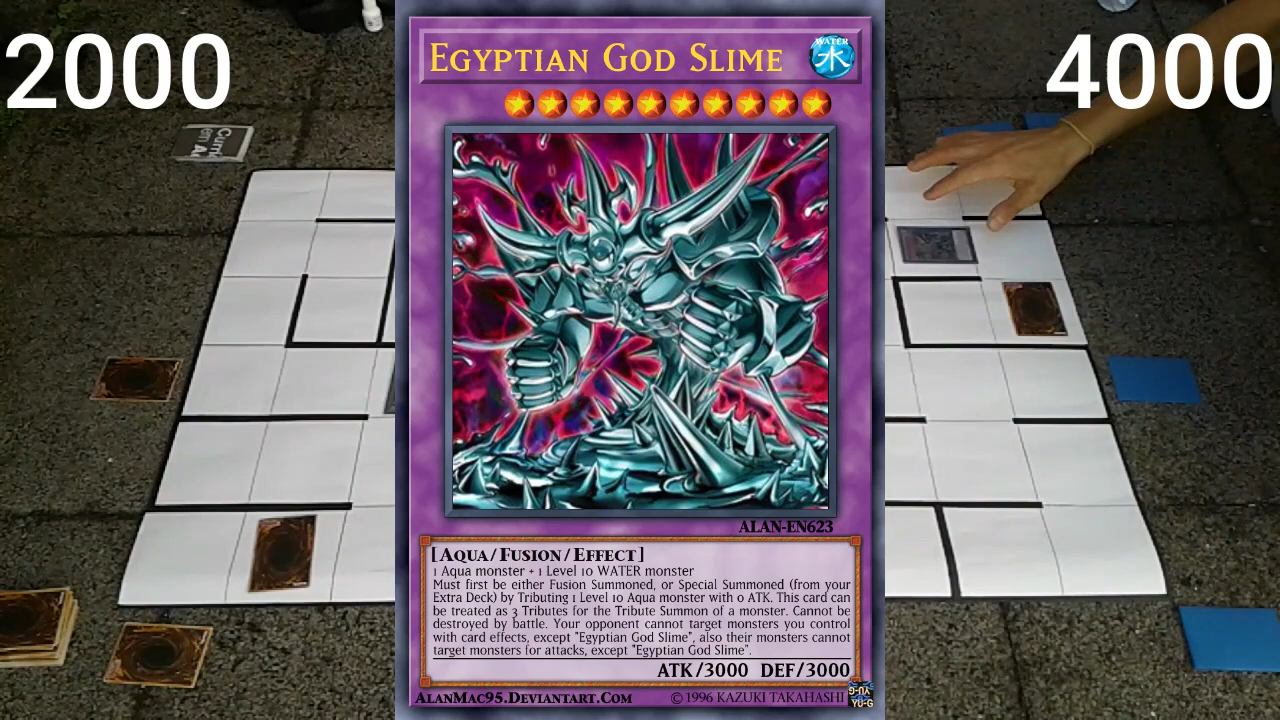 2000
4000
EGYPTIAN GOD SLIME
WATER
水
ALAN-EN623
[AQUA/FUSION/EFFECT]
1 Aqua monster + 1 Level 10 WATER monster
Must first be either Fusion Summoned, or Special Summoned (from your
Extra Deck) by Tributing 1 Level 10 Aqua monster with 0 ATK. This card can
be treated as 3 Tributes for the Tribute Summon of a monster. Cannot be
destroyed by battle. Your opponent cannot target monsters you control
with card effects, except "Egyptian God Slime", also their monsters cannot
target monsters for attacks, except "Egyptian God Slime".
ATK/3000 DEF/3000
ALANMAC95.DEVIANTART.COM
© 1996 KAZUKI TAKAHASHI